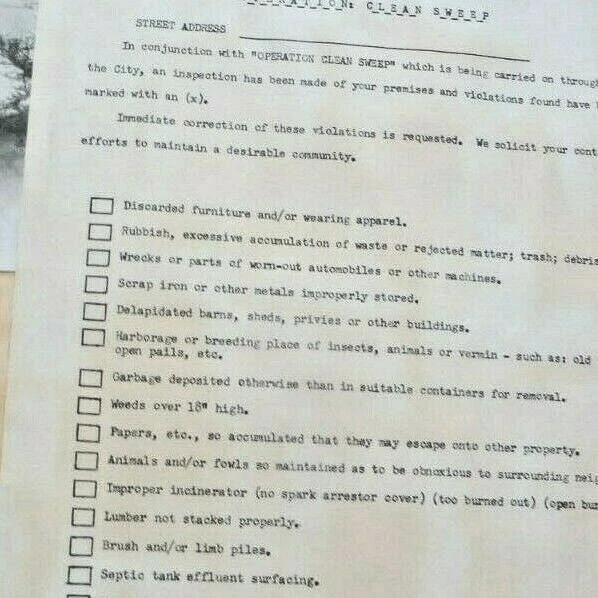 OPERATION: CLEAN SWEEP
STREET ADDRESS
In conjunction with "OPERATION CLEAN SWEEP" which is being carried on through
the City, an inspection has been made of your premises and violations found have
marked with an (x).
Immediate correction of these violations is requested. We solicit your cont
efforts to maintain a desirable community.
Discarded furniture and/or wearing apparel.
Rubbish, excessive accumulation of waste or rejected matter; trash; debris
Wrecks or parts of worn-out automobiles or other machines.
Scrap iron or other metals improperly stored.
Delapidated barns, sheds, privies or other buildings.
Harborage or breeding place of insects, animals or vermin - such as: old
open pails, etc.
Garbage deposited otherwise than in suitable containers for removal.
Weeds over 18" high.
Papers, etc., so accumulated that they may escape onto other property.
Animals and/or fowls so maintained as to be obnoxious to surrounding neig
Improper incinerator (no spark arrestor cover) (too burned out) (open bur
Lumber not stacked properly.
Brush and/or limb piles.
Septic tank effluent surfacing.